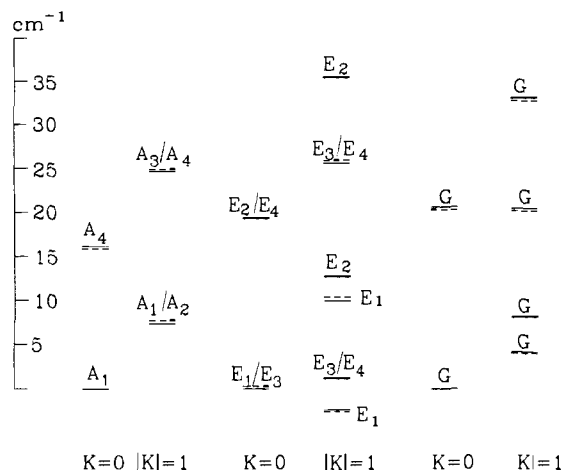 cm⁻¹
E₂
35
G
30
A₃/A₄
E₃/E₄
25
E₂/E₄
G
G
20
A₄
15
E₂
A₁/A₂
10
E₁
G
5
G
A₁
E₁/E₃
E₃/E₄
G
E₁
K=0 |K|=1 K=0 |K|=1 K=0 K|=1